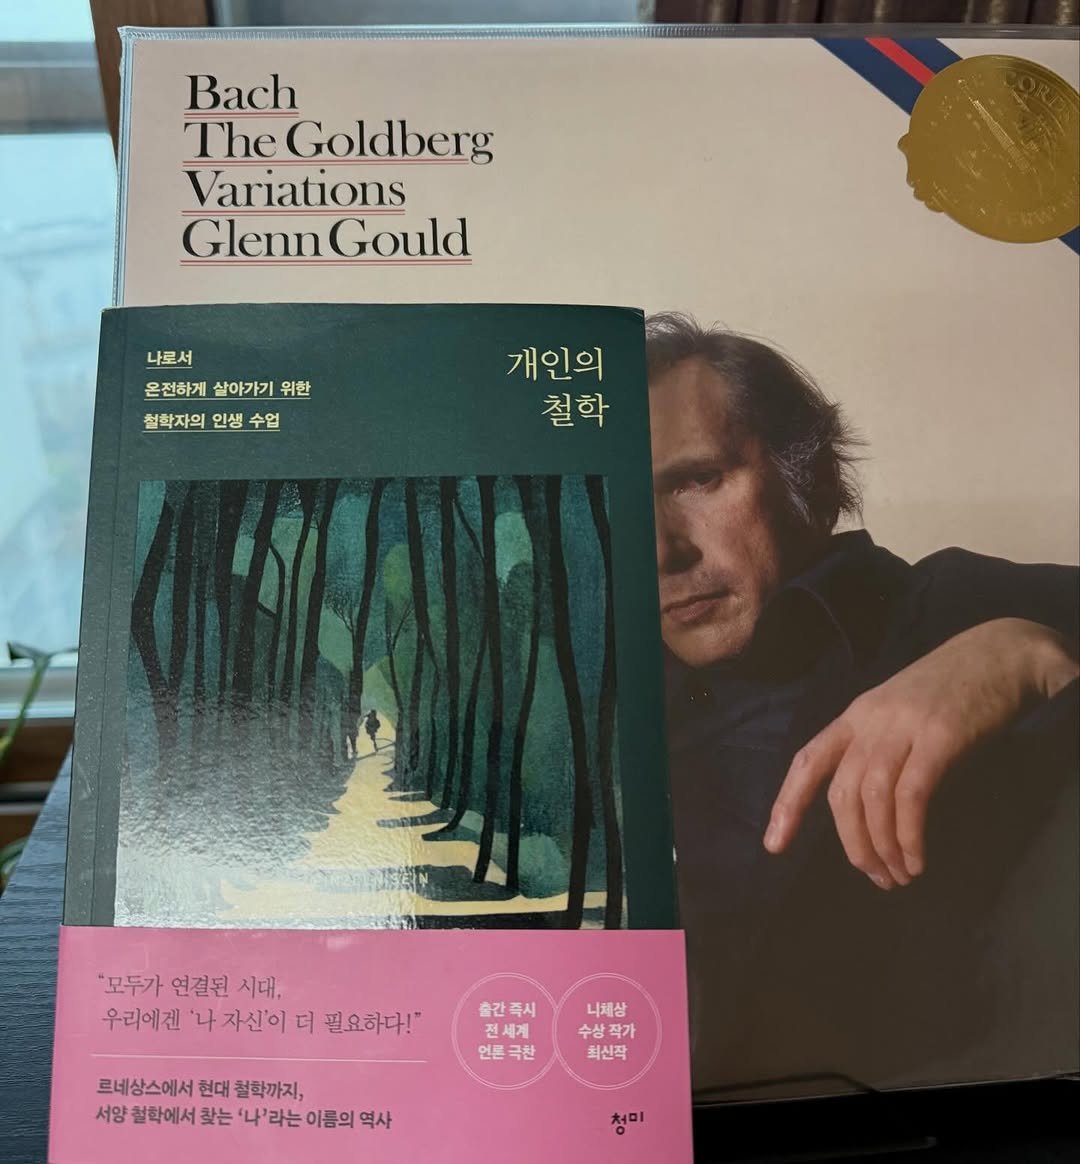 Bach
The Goldberg
Variations
Glenn Gould
나로서
온전하게 살아가기 위한
철학자의 인생 수업
개인의
철학
SEIN
“모두가 연결된 시대,
우리에겐 ‘나 자신’이 더 필요하다!”
출간 즉시
전 세계
언론 극찬
니체상
수상 작가
최신작
르네상스에서 현대 철학까지,
서양 철학에서 찾는 ‘나’라는 이름의 역사
청미